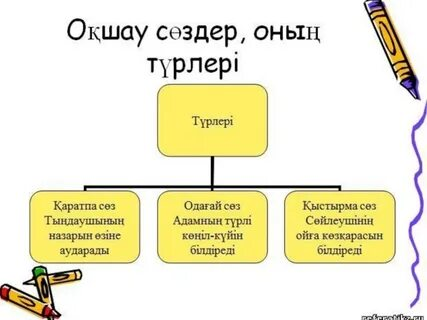 Оқшау сөздер, оның
түрлері
Түрлері
Қаратпа сөз
Тыңдаушының
назарын өзіне
аударады
Одағай сөз
Адамның түрлі
көңіл-күйін
білдіреді
Қыстырма сөз
Сөйлеушінің
ойға көзқарасын
білдіреді